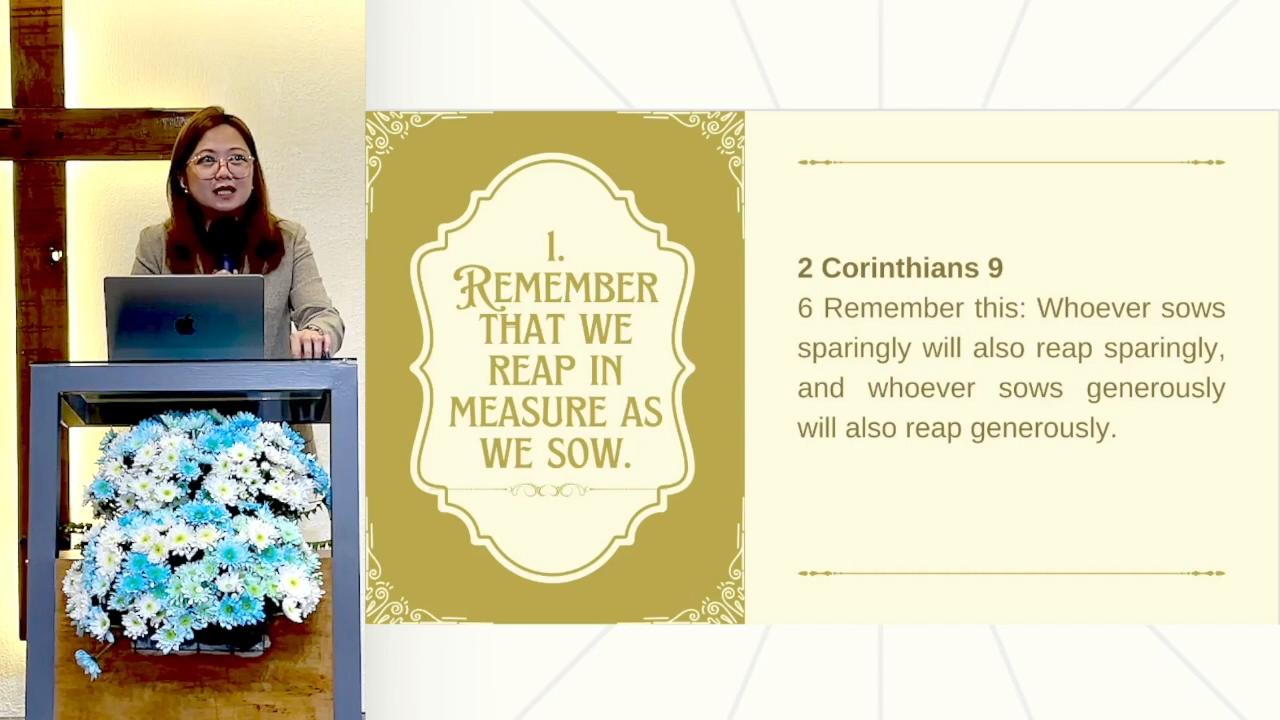 1.
REMEMBER
THAT WE
REAP IN
MEASURE AS
WE SOW.
2 Corinthians 9
6 Remember this: Whoever sows
sparingly will also reap sparingly,
and whoever sows generously
will also reap generously.